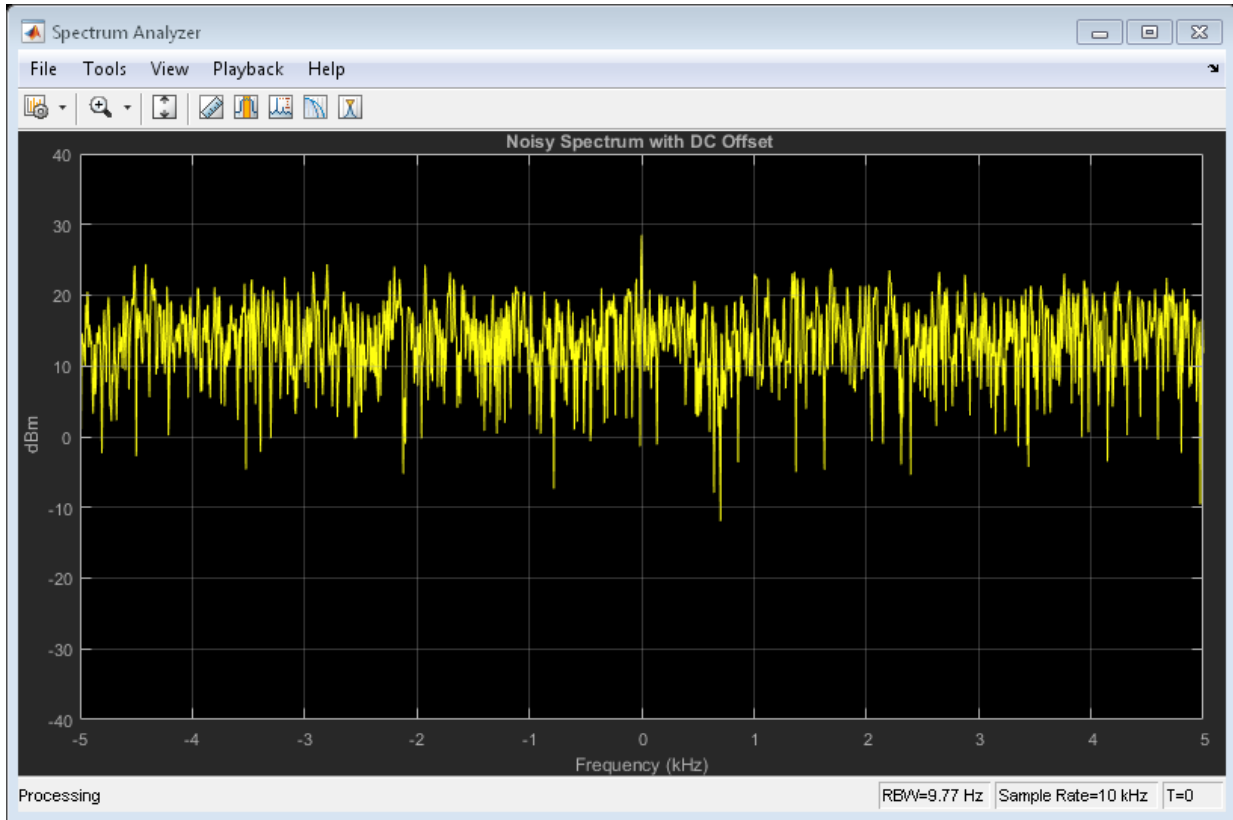 Spectrum Analyzer
File Tools View Playback Help
Noisy Spectrum with DC Offset
40
30
20
10
0
-10
-20
-30
-40
dBm
-5 -4 -3 -2 -1 0 1 2 3 4 5
Frequency (kHz)
Processing RBW=9.77 Hz Sample Rate=10 kHz T=0